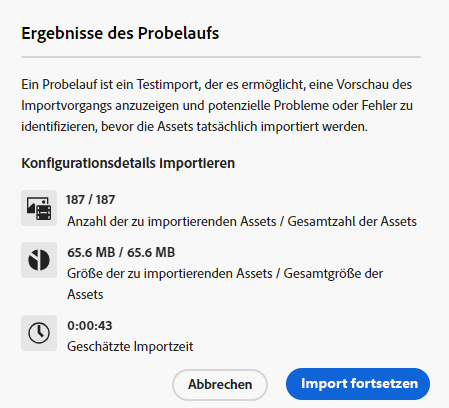 Ergebnisse des Probelaufs
Ein Probelauf ist ein Testimport, der es ermöglicht, eine Vorschau des
Importvorgangs anzuzeigen und potenzielle Probleme oder Fehler zu
identifizieren, bevor die Assets tatsächlich importiert werden.
Konfigurationsdetails Importieren
187 / 187
Anzahl der zu importierenden Assets / Gesamtzahl der Assets
65.6 MB / 65.6 MB
Größe der zu importierenden Assets / Gesamtgröße der
Assets
0:00:43
Geschätzte Importzeit
Abbrechen
Import fortsetzen